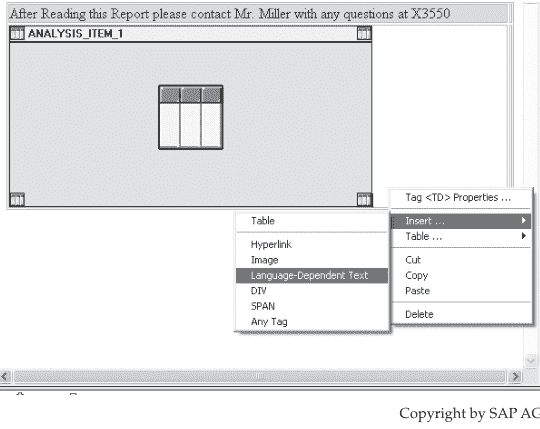 After Reading this Report please contact Mr. Miller with any questions at X3550
ANALYSIS_ITEM_1
Tag <TD> Properties ...
Insert ...
Table ...
Cut
Copy
Paste
Delete
Table
Hyperlink
Image
Language-Dependent Text
DIV
SPAN
Any Tag
Copyright by SAP AG